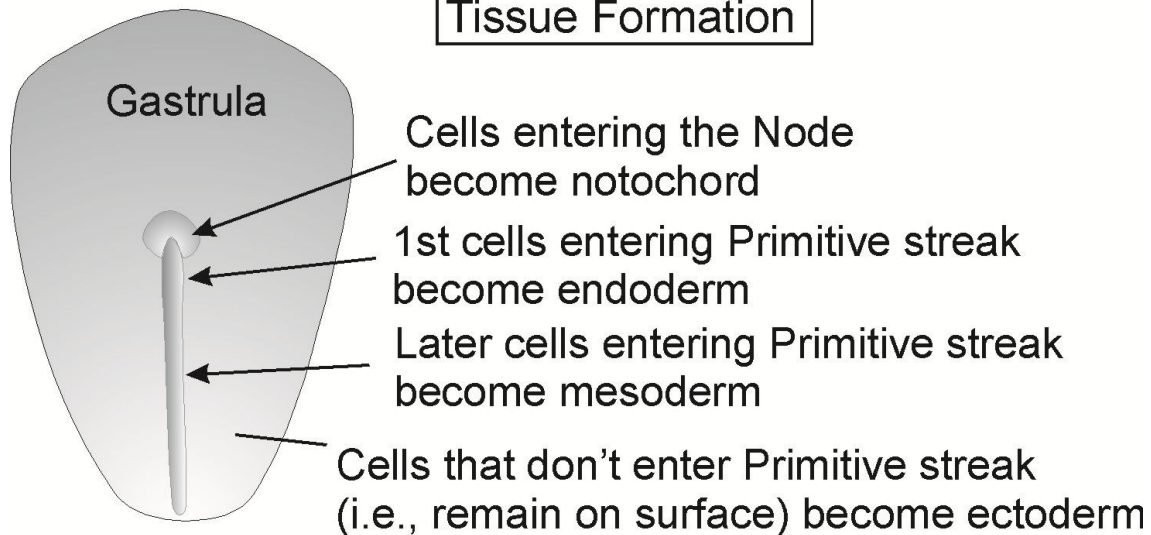 Tissue Formation
Gastrula
Cells entering the Node
become notochord
1st cells entering Primitive streak
become endoderm
Later cells entering Primitive streak
become mesoderm
Cells that don't enter Primitive streak
(i.e., remain on surface) become ectoderm